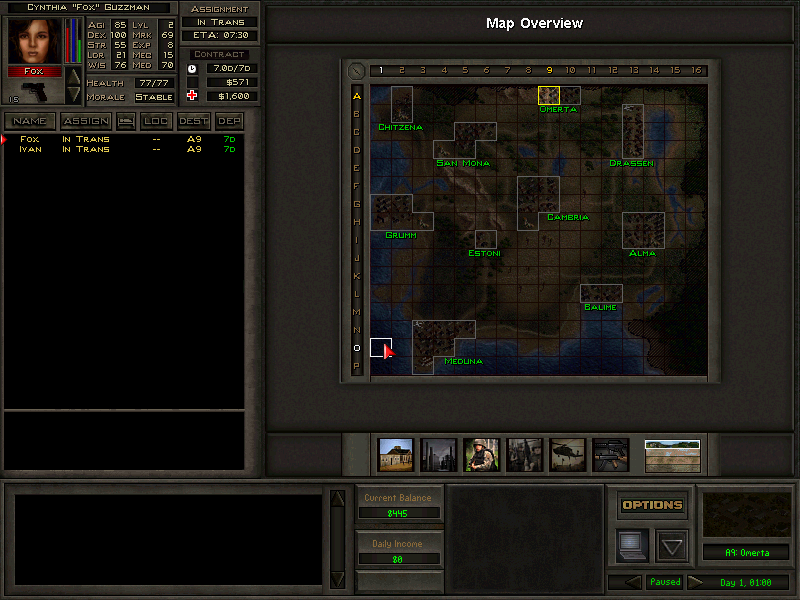 Cynthia "Fox" Guzzman
Assignment
In Trans
ETA: 07:30
Contract
7.0D/7D
$571
$1,600
AGI 85 LVL 2
DEX 100 MRK 69
STR 55 EXP 8
LDR 21 MEC 15
WIS 76 MED 70
Fox
15
Health 77/77
Morale Stable
Name Assign LOC DEST DEP
Fox In Trans -- A9 7D
Ivan In Trans -- A9 7D
Map Overview
1 2 3 4 5 6 7 8 9 10 11 12 13 14 15 16
A
B
C
D
E
F
G
H
I
J
K
L
M
N
O
P
Omerta
Chitzena
San Mona
Drassen
Cambria
Grumm
Estoni
Alma
Balime
Meduna
Current Balance
$445
Daily Income
$0
OPTIONS
A9: Omerta
Paused
Day 1, 01:00